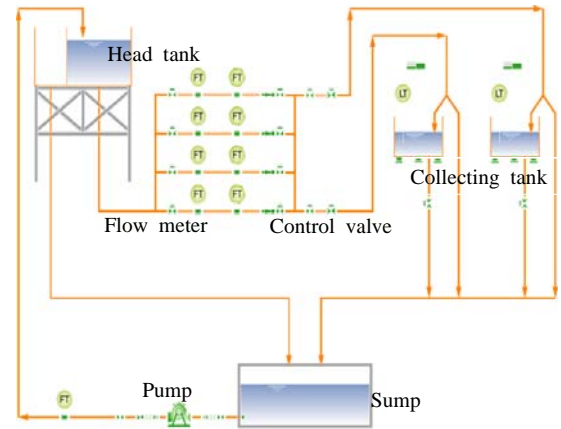 Head tank
FT FT
FT FT
FT FT
FT FT
LT LT
Collecting tank
Flow meter Control valve
Pump
FT
Sump